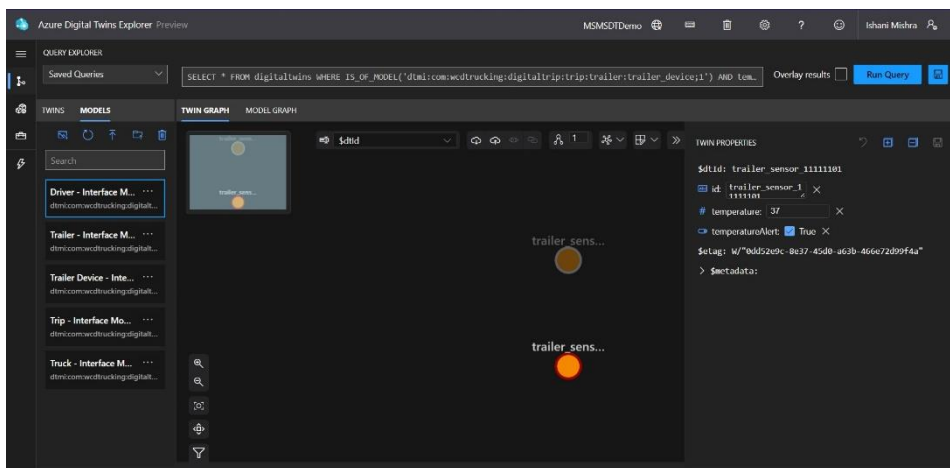 Azure Digital Twins Explorer Preview
MSMSDTDemo
?
Ishani Mishra
QUERY EXPLORER
Saved Queries
SELECT * FROM digitaltwins WHERE IS_OF_MODEL('dtmi:com:wcdtrucking:digitaltrip:trip:trailer:trailer_device;1') AND tem...
Overlay results
Run Query
TWINS MODELS
TWIN GRAPH MODEL GRAPH
Search
Driver - Interface M... ...
dtmi:com:wcdtrucking:digitalt...
Trailer - Interface M... ...
dtmi:com:wcdtrucking:digitalt...
Trailer Device - Inte... ...
dtmi:com:wcdtrucking:digitalt...
Trip - Interface Mo... ...
dtmi:com:wcdtrucking:digitalt...
Truck - Interface M... ...
dtmi:com:wcdtrucking:digitalt...
$dtId
1
trailer_sens...
trailer_sens...
TWIN PROPERTIES
$dtId: trailer_sensor_11111101
id: trailer_sensor_1
1111101
# temperature: 37
temperatureAlert: True
$etag: W/"0dd52e9c-8e37-45d0-a63b-466e72d99f4a"
> $metadata: